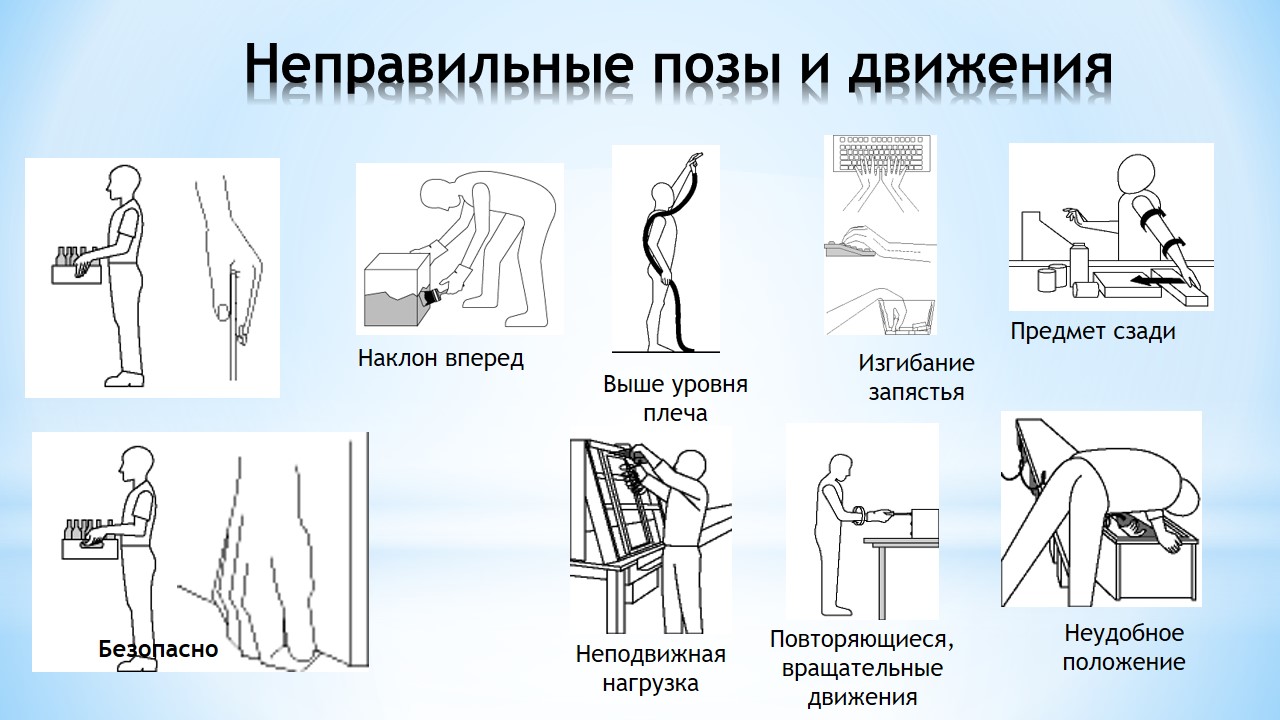 Неправильные позы и движения
Наклон вперед
Выше уровня
плеча
Изгибание
запястья
Предмет сзади
Безопасно
Неподвижная
нагрузка
Повторяющиеся,
вращательные
движения
Неудобное
положение